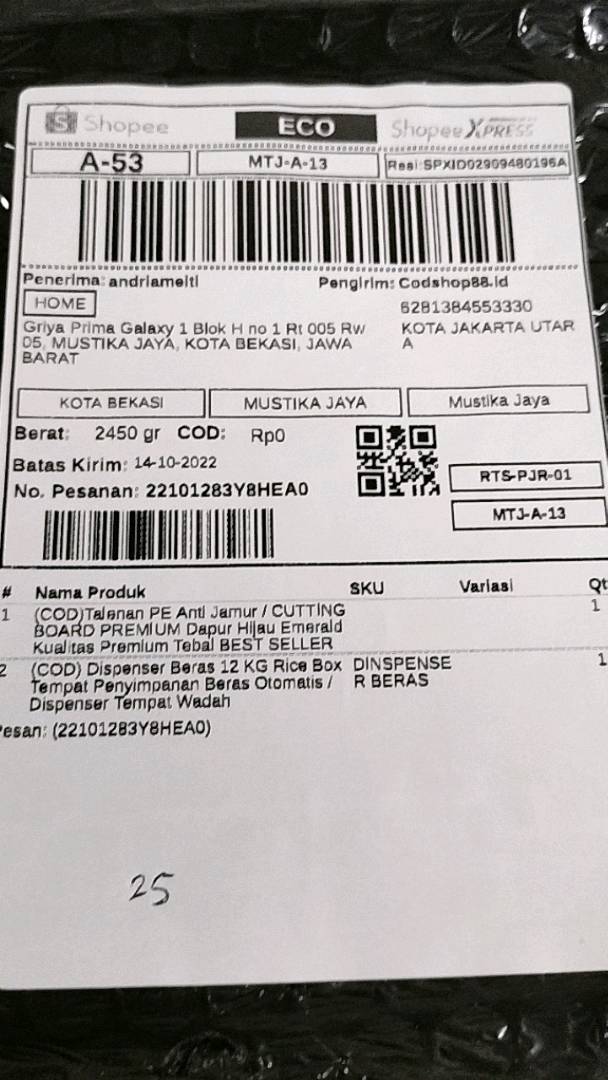 Shopee
ECO
Shopee XPRESS
A-53
MTJ-A-13
Resi:SPXID02909480196A
Penerima: andriamelti
Pengirim: Codshop88.id
HOME
6281384553330
Griya Prima Galaxy 1 Blok H no 1 Rt 005 Rw
05, MUSTIKA JAYA, KOTA BEKASI, JAWA
BARAT
KOTA JAKARTA UTAR
A
KOTA BEKASI
MUSTIKA JAYA
Mustika Jaya
Berat: 2450 gr COD: Rp0
Batas Kirim: 14-10-2022
No. Pesanan: 22101283Y8HEA0
RTS-PJR-01
MTJ-A-13
# Nama Produk SKU Variasi Qt
1 (COD)Talenan PE Anti Jamur / CUTTING 1
BOARD PREMIUM Dapur Hijau Emerald
Kualitas Premium Tebal BEST SELLER
2 (COD) Dispenser Beras 12 KG Rice Box DINSPENSE 1
Tempat Penyimpanan Beras Otomatis / R BERAS
Dispenser Tempat Wadah
esan: (22101283Y8HEA0)
25